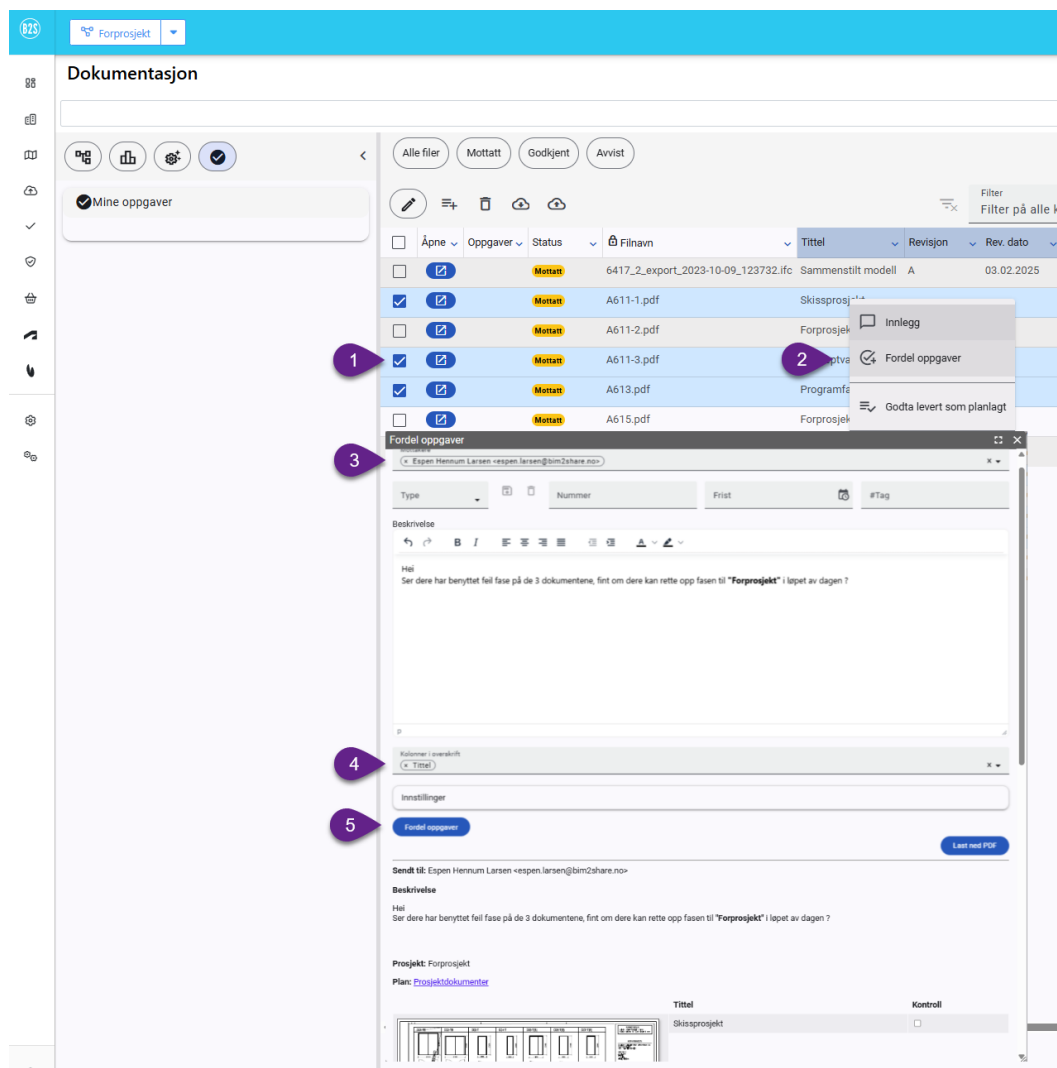 B2S
Forprosjekt
Dokumentasjon
Alle filer Mottatt Godkjent Avvist
Mine oppgaver
Filter
Filter på alle k
Åpne Oppgaver Status Filnavn Tittel Revisjon Rev. dato
Mottatt 6417_2_export_2023-10-09_123732.ifc Sammenstilt modell A 03.02.2025
Mottatt A611-1.pdf Skissprosjekt
Innlegg
Mottatt A611-2.pdf Forprosjek
1 Mottatt A611-3.pdf 2 Fordel oppgaver
Mottatt A613.pdf Programfa
Godta levert som planlagt
Mottatt A615.pdf Forprosjek
Fordel oppgaver
3 × Espen Hennum Larsen <espen.larsen@bim2share.no>
Type Nummer Frist #Tag
Beskrivelse
B I A
Hei
Ser dere har benyttet feil fase på de 3 dokumentene, fint om dere kan rette opp fasen til "Forprosjekt" i løpet av dagen ?
p
Kolonner i overskrift
4 × Tittel
Innstillinger
5 Fordel oppgaver
Last ned PDF
Sendt til: Espen Hennum Larsen <espen.larsen@bim2share.no>
Beskrivelse
Hei
Ser dere har benyttet feil fase på de 3 dokumentene, fint om dere kan rette opp fasen til "Forprosjekt" i løpet av dagen ?
Prosjekt: Forprosjekt
Plan: Prosjektdokumenter
Tittel Kontroll
Skissprosjekt